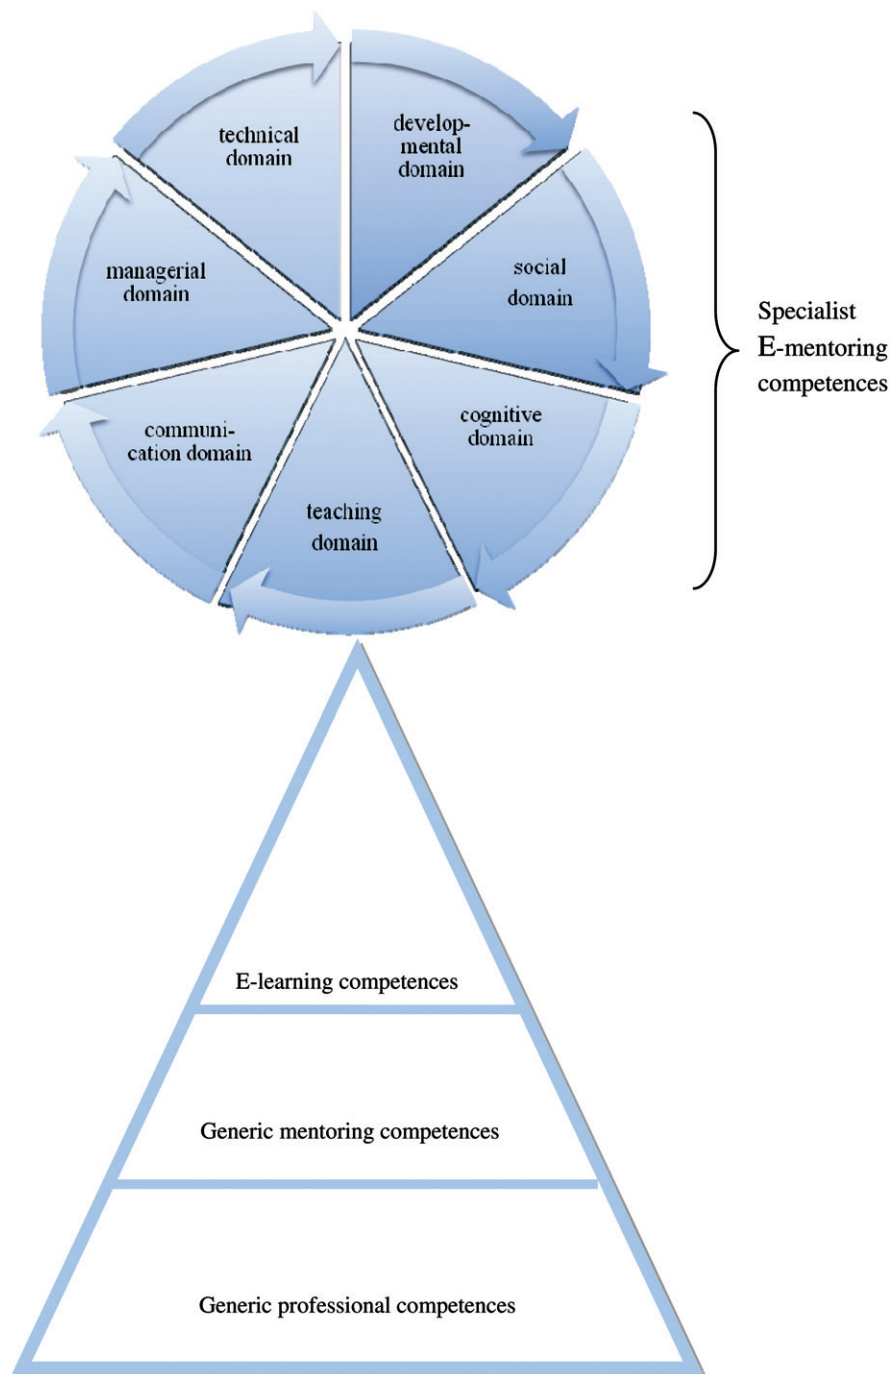 technical
domain
develop-
mental
domain
managerial
domain
social
domain
communi-
cation domain
cognitive
domain
teaching
domain
Specialist
E-mentoring
competences
E-learning competences
Generic mentoring competences
Generic professional competences